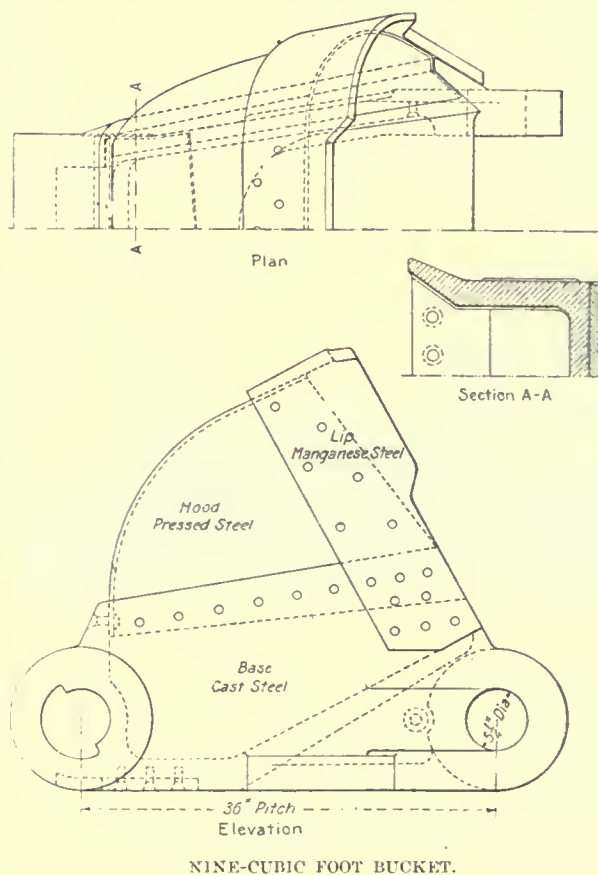 A
A
Plan
Section A-A
Lip
Manganese Steel
Hood
Pressed Steel
Base
Cast Steel
5¼" Dia.
36" Pitch
Elevation
NINE-CUBIC FOOT BUCKET.